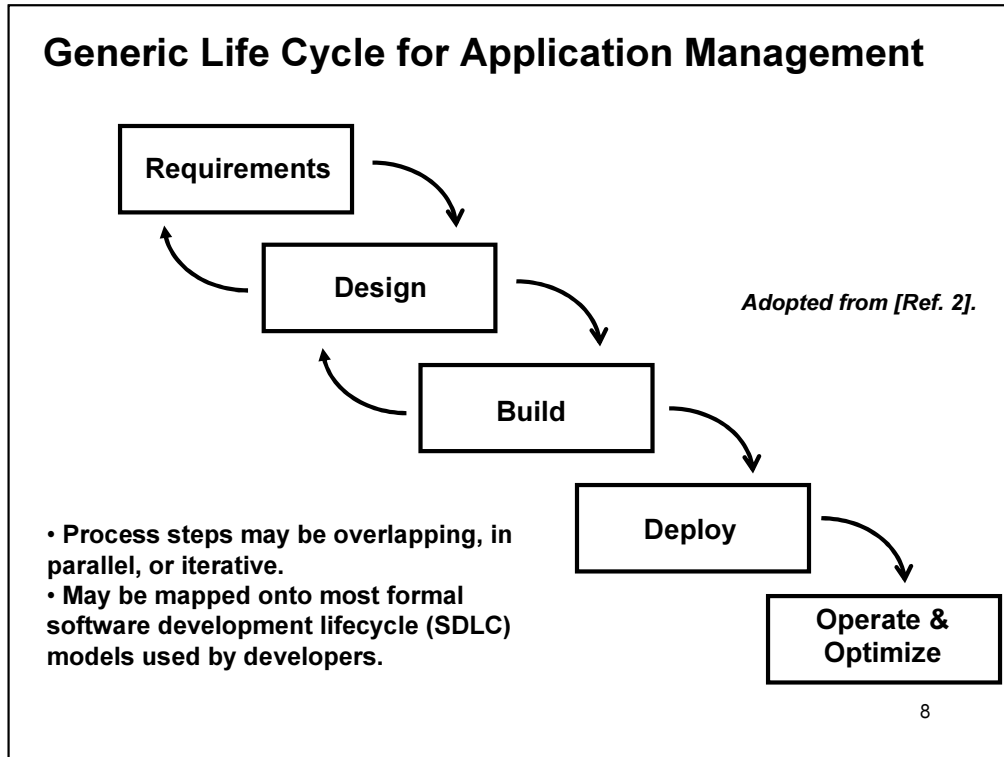 Generic Life Cycle for Application Management
Requirements
Design
Adopted from [Ref. 2].
Build
Deploy
• Process steps may be overlapping, in
parallel, or iterative.
• May be mapped onto most formal
software development lifecycle (SDLC)
models used by developers.
Operate &
Optimize
8